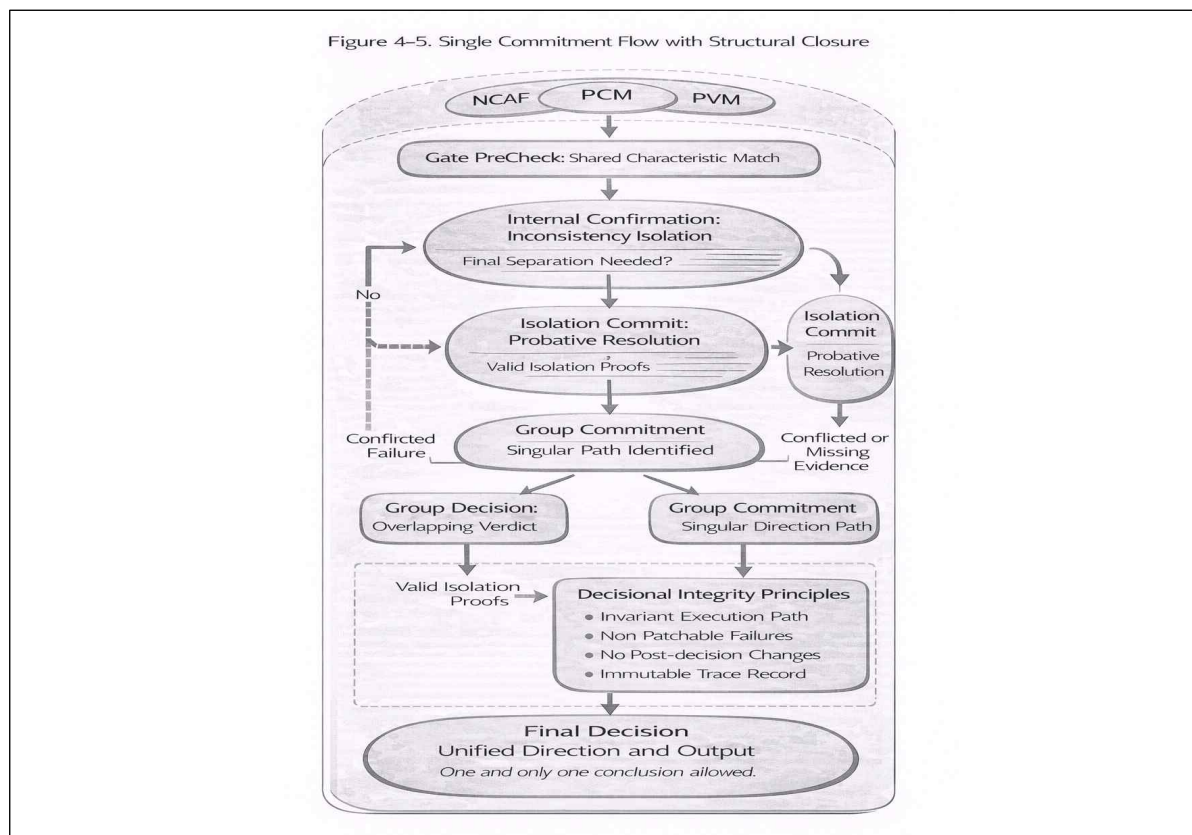 Figure 4–5. Single Commitment Flow with Structural Closure
NCAF PCM PVM
Gate PreCheck: Shared Characteristic Match
Internal Confirmation:
Inconsistency Isolation
Final Separation Needed?
No
Isolation Commit:
Probative Resolution
Valid Isolation Proofs
Isolation
Commit
Probative
Resolution
Group Commitment
Singular Path Identified
Conflrcted
Failure
Conflicted or
Missing
Evidence
Group Decision:
Overlapping Verdict
Group Commitment
Singular Direction Path
Valid Isolation
Proofs
Decisional Integrity Principles
• Invariant Execution Path
• Non Patchable Failures
• No Post-decision Changes
• Immutable Trace Record
Final Decision
Unified Direction and Output
One and only one conclusion allowed.